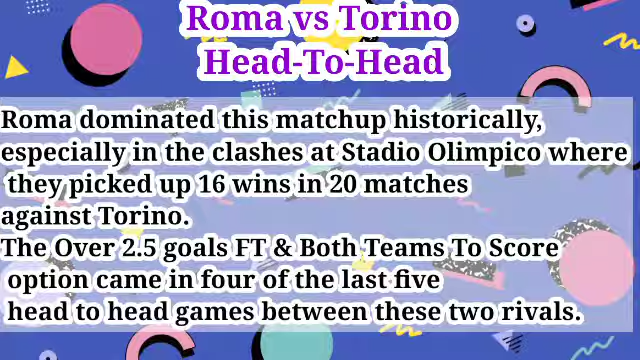 Roma vs Torino
Head-To-Head
Roma dominated this matchup historically,
especially in the clashes at Stadio Olimpico where
they picked up 16 wins in 20 matches
against Torino.
The Over 2.5 goals FT & Both Teams To Score
option came in four of the last five
head to head games between these two rivals.